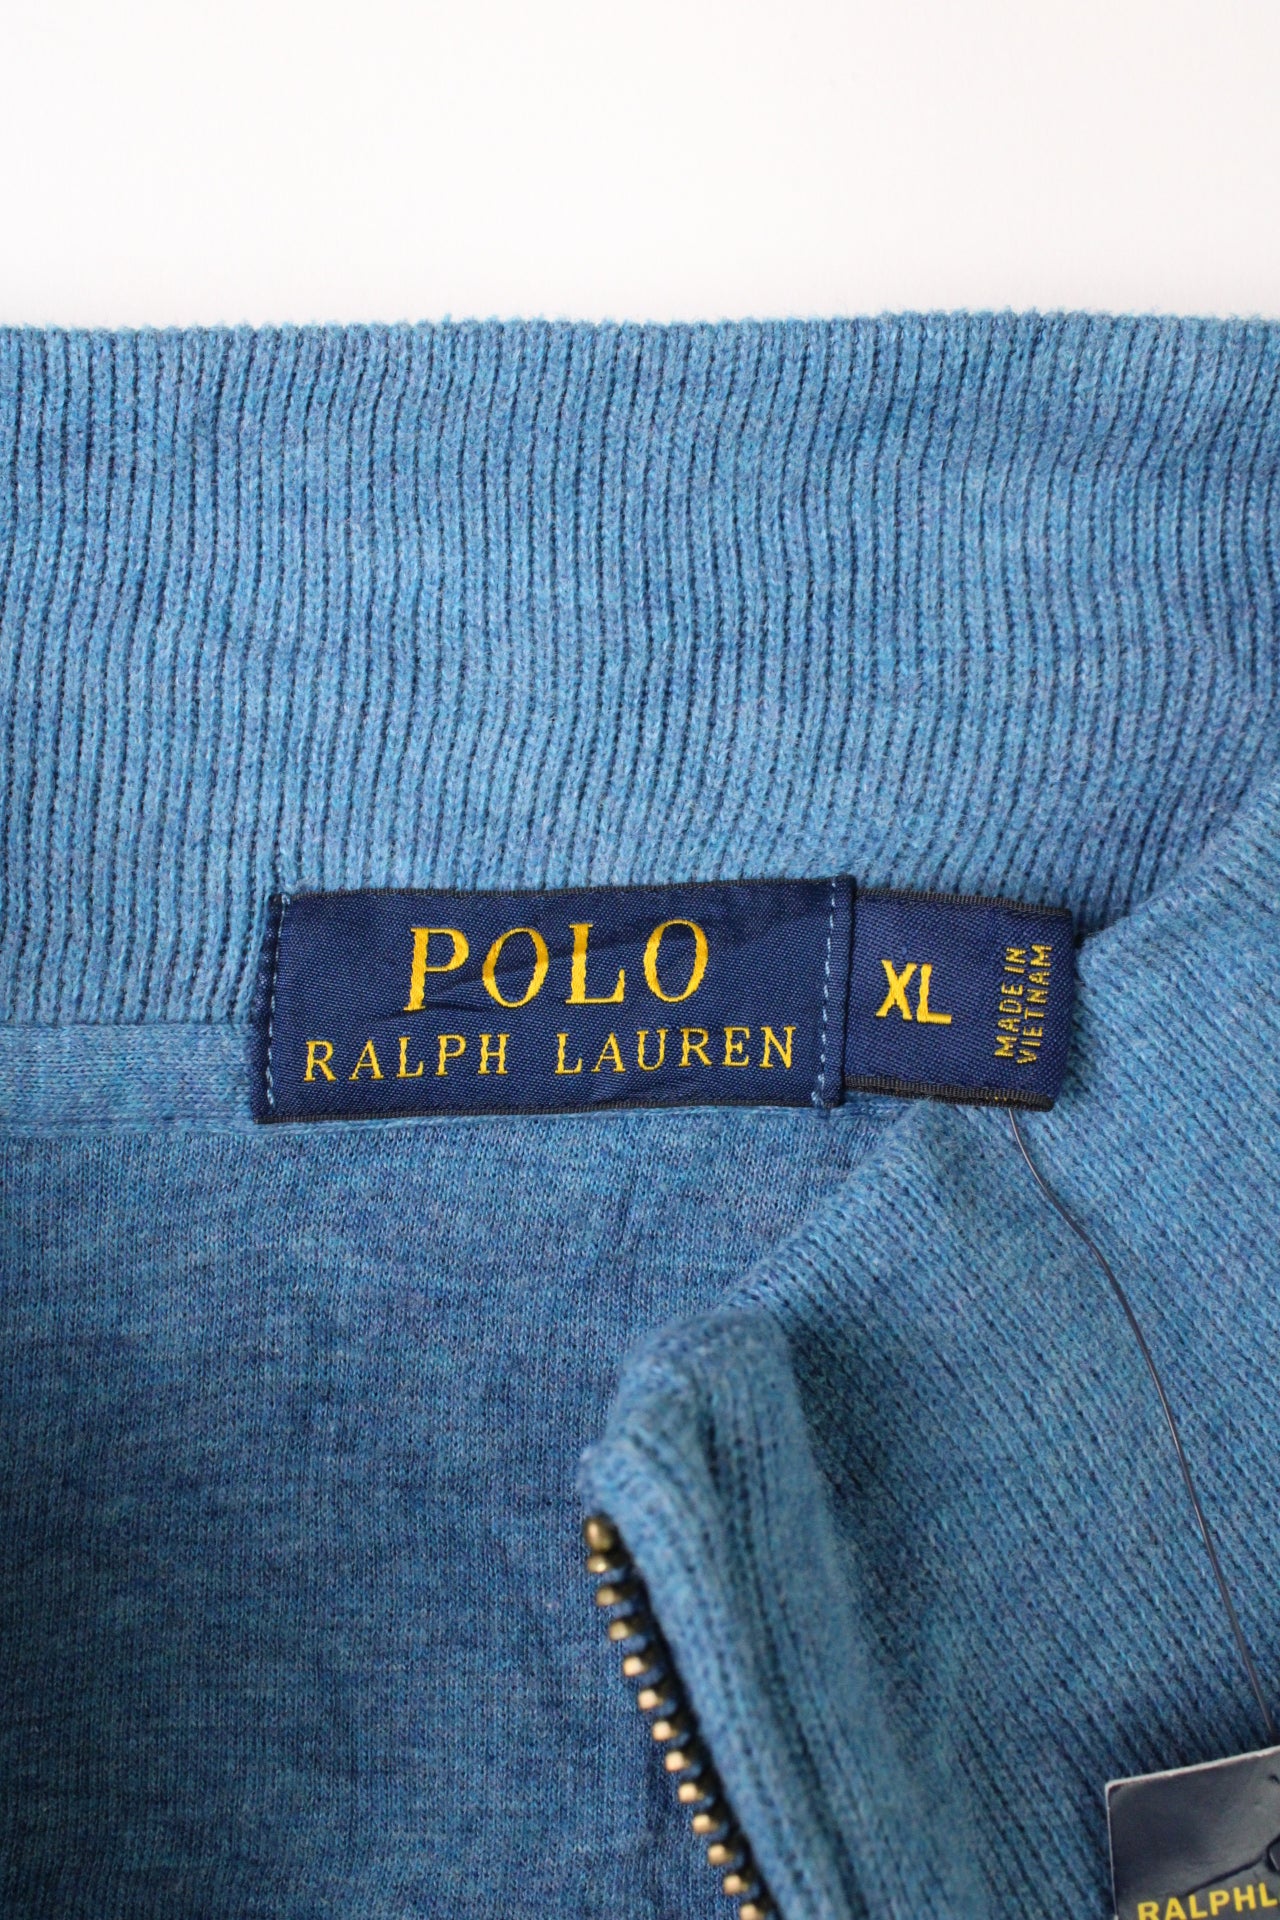 POLO
RALPH LAUREN
XL
MADE IN
VIETNAM
RALPHL